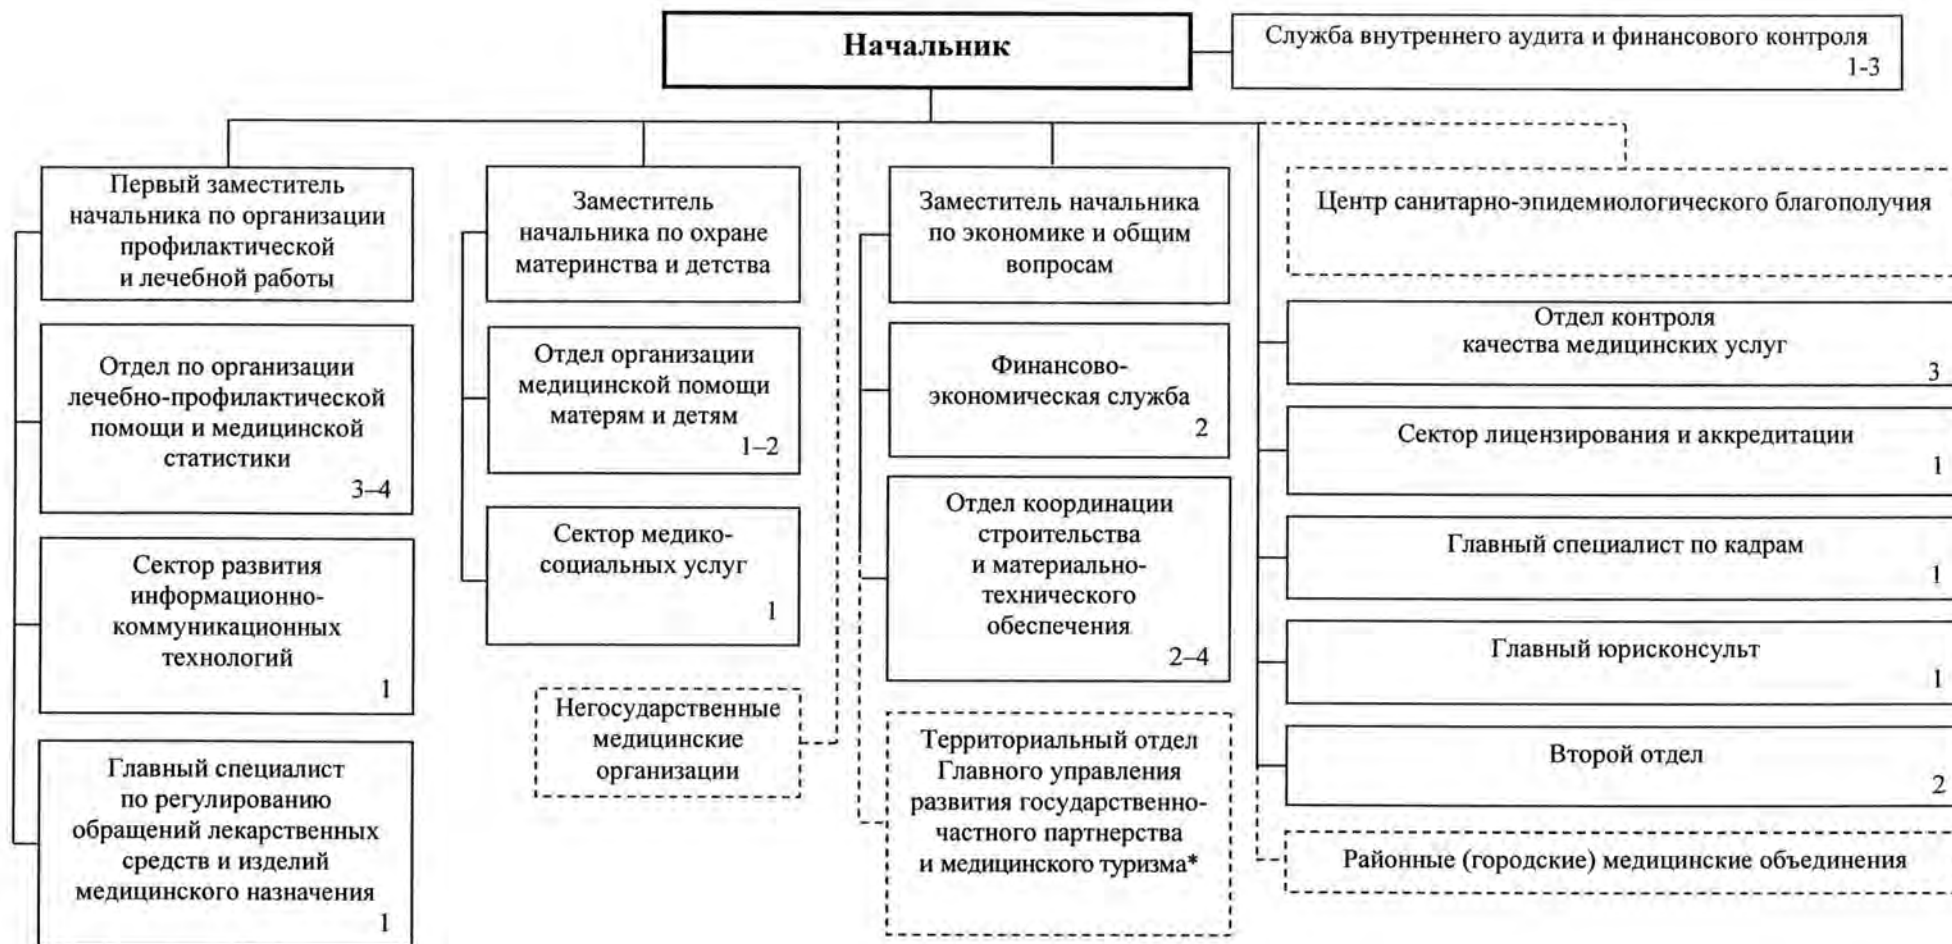 Начальник
Служба внутреннего аудита и финансового контроля
1-3
Первый заместитель
начальника по организации
профилактической
и лечебной работы
Отдел по организации
лечебно-профилактической
помощи и медицинской
статистики
3–4
Сектор развития
информационно-
коммуникационных
технологий
1
Главный специалист
по регулированию
обращений лекарственных
средств и изделий
медицинского назначения
1
Заместитель
начальника по охране
материнства и детства
Отдел организации
медицинской помощи
матерям и детям
1–2
Сектор медико-
социальных услуг
1
Негосударственные
медицинские
организации
Заместитель начальника
по экономике и общим
вопросам
Финансово-
экономическая служба
2
Отдел координации
строительства
и материально-
технического
обеспечения
2–4
Территориальный отдел
Главного управления
развития государственно-
частного партнерства
и медицинского туризма*
Центр санитарно-эпидемиологического благополучия
Отдел контроля
качества медицинских услуг
3
Сектор лицензирования и аккредитации
1
Главный специалист по кадрам
1
Главный юрисконсульт
1
Второй отдел
2
Районные (городские) медицинские объединения